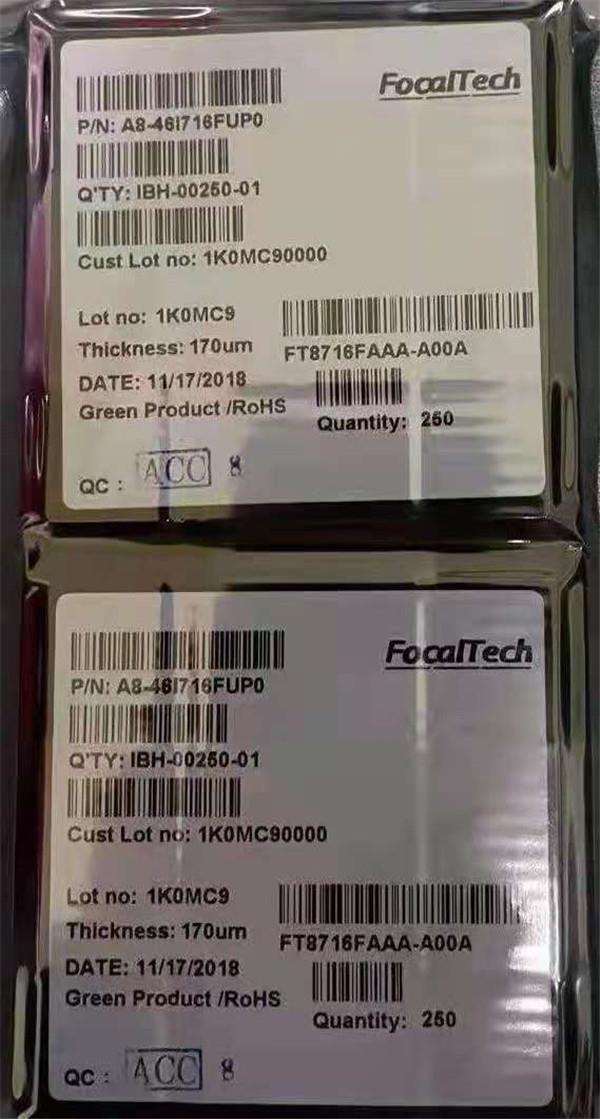 FocalTech
P/N: A8-46I716FUP0
Q'TY: IBH-00250-01
Cust Lot no: 1K0MC90000
Lot no: 1K0MC9
Thickness: 170um
FT8716FAAA-A00A
DATE: 11/17/2018
Green Product /RoHS
Quantity: 250
QC : ACC 8
FocalTech
P/N: A8-46I716FUP0
Q'TY: IBH-00250-01
Cust Lot no: 1K0MC90000
Lot no: 1K0MC9
Thickness: 170um
FT8716FAAA-A00A
DATE: 11/17/2018
Green Product /RoHS
Quantity: 250
QC : ACC 8